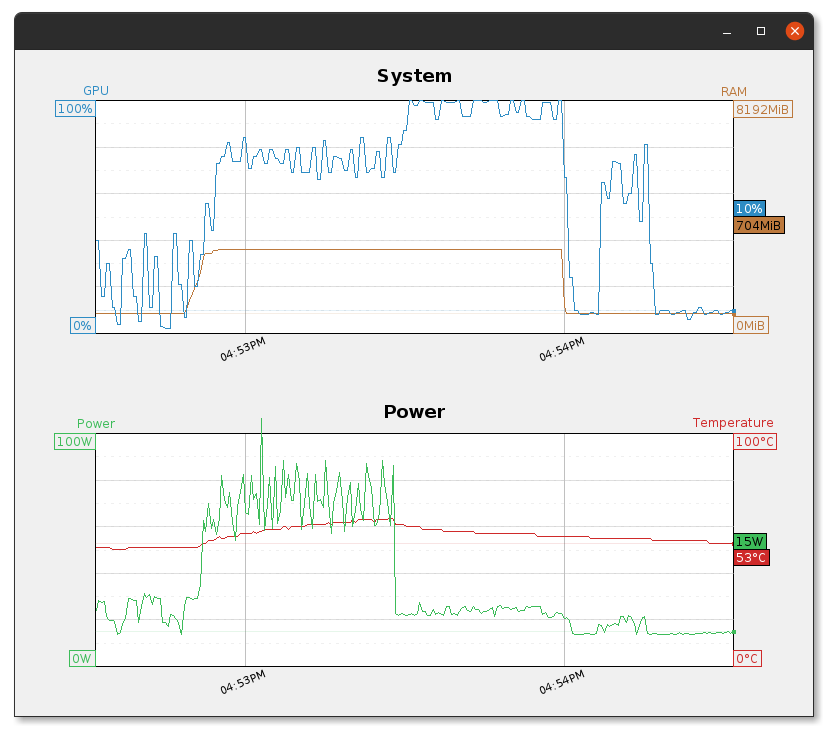 System
GPU
RAM
100%
8192MiB
10%
704MiB
0%
0MiB
04:53PM
04:54PM
Power
Power
Temperature
100W
100°C
15W
53°C
0W
0°C
04:53PM
04:54PM